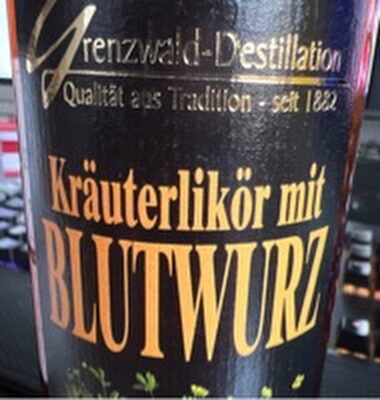 Grenzwald-Destillation
Qualität aus Tradition - seit 1882
Kräuterlikör mit
BLUTWURZ